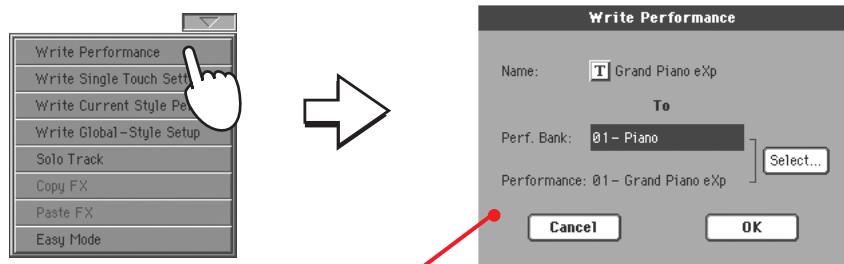 Write Performance
Write Single Touch
Write Current Style
Write Global-Style Setup
Solo Track
Copy FX
Paste FX
Easy Mode
Write Performance
Name: T Grand Piano eXp
To
Perf. Bank: 01- Piano
Select...
Performance: 01- Grand Piano eXp
Cancel OK